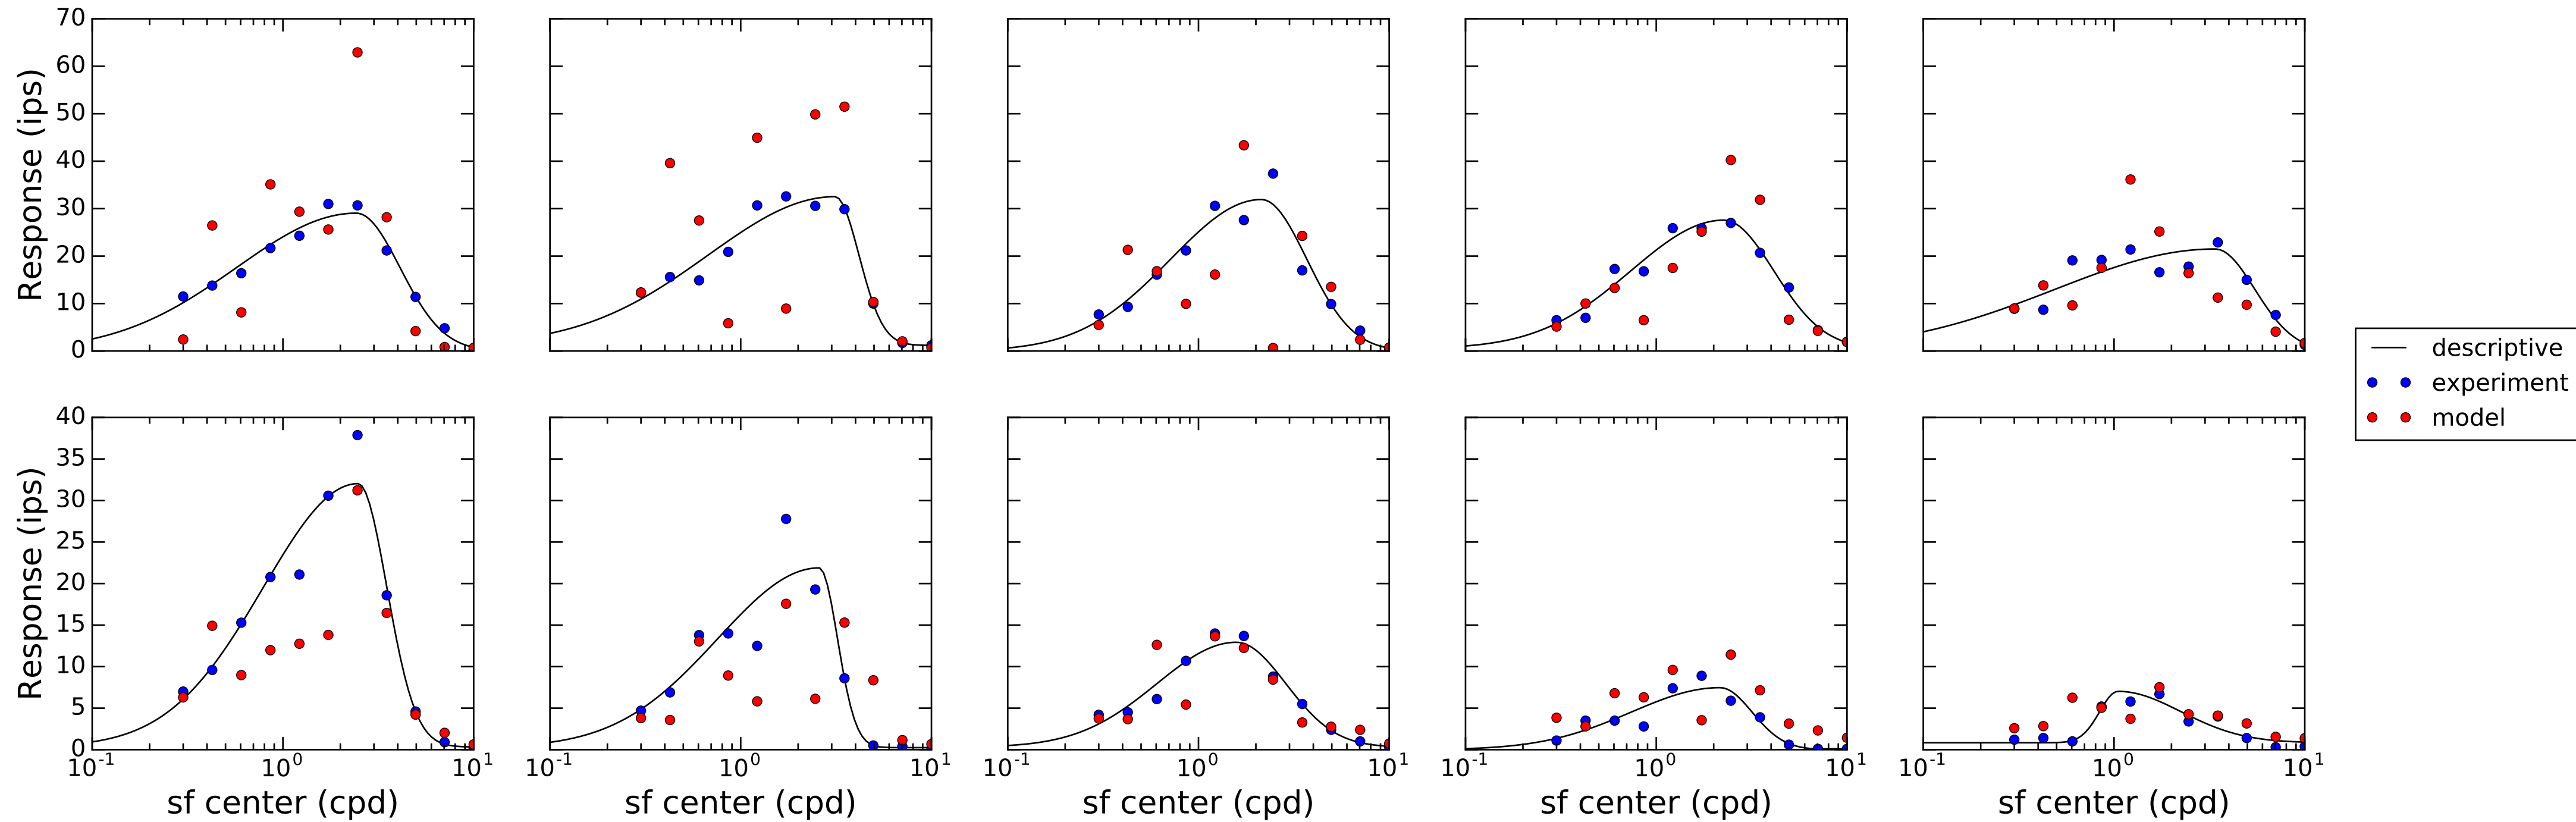 Response (ips)
70
60
50
40
30
20
10
0
descriptive
experiment
model
Response (ips)
40
35
30
25
20
15
10
5
0
10^-1 10^0 10^1 10^-1 10^0 10^1 10^-1 10^0 10^1 10^-1 10^0 10^1 10^-1 10^0 10^1
sf center (cpd) sf center (cpd) sf center (cpd) sf center (cpd) sf center (cpd)